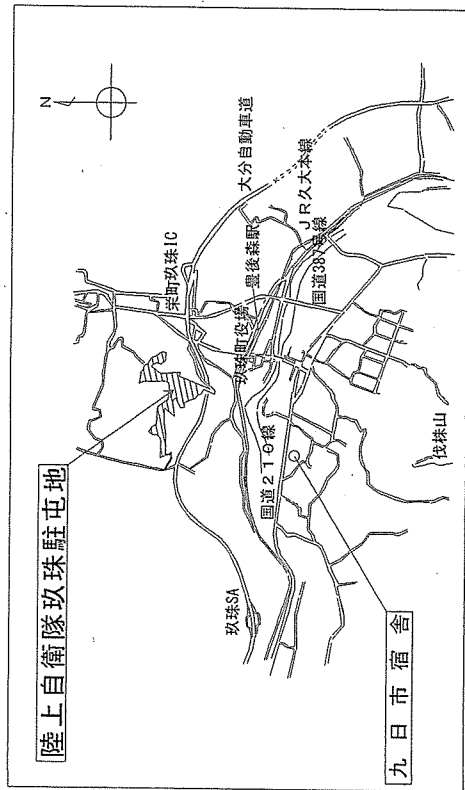 陸上自衛隊玖珠駐屯地
N
栄町玖珠IC
大分自動車道
玖珠町役場
豊後森駅
JR久大本線
国道387号線
国道210線
玖珠SA
伐株山
九日市宿舎